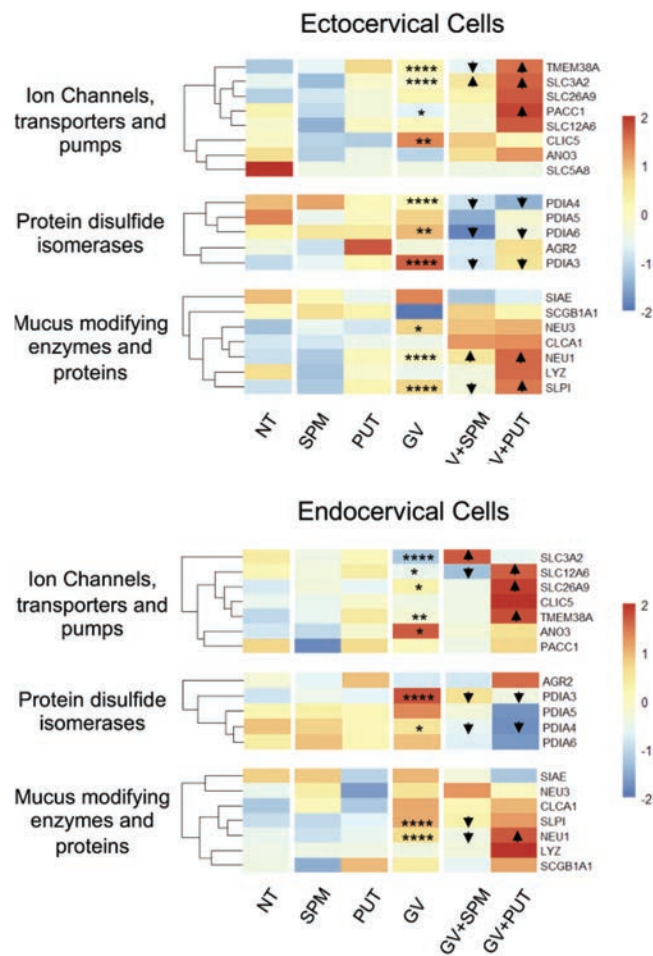 Ectocervical Cells
Ion Channels,
transporters and
pumps
**** TMEM38A
**** SLC3A2
SLC26A9
* PACC1
SLC12A6
** CLIC5
ANO3
SLC5A8
Protein disulfide
isomerases
**** PDIA4
PDIA5
** PDIA6
AGR2
**** PDIA3
Mucus modifying
enzymes and
proteins
SIAE
SCGB1A1
* NEU3
CLCA1
**** NEU1
LYZ
**** SLPI
2
1
0
-1
-2
NT SPM PUT GV V+SPM V+PUT
Endocervical Cells
Ion Channels,
transporters and
pumps
**** SLC3A2
* SLC12A6
* SLC26A9
CLIC5
** TMEM38A
* ANO3
PACC1
Protein disulfide
isomerases
AGR2
**** PDIA3
PDIA5
* PDIA4
PDIA6
Mucus modifying
enzymes and
proteins
SIAE
NEU3
CLCA1
**** SLPI
**** NEU1
LYZ
SCGB1A1
2
1
0
-1
-2
NT SPM PUT GV GV+SPM GV+PUT